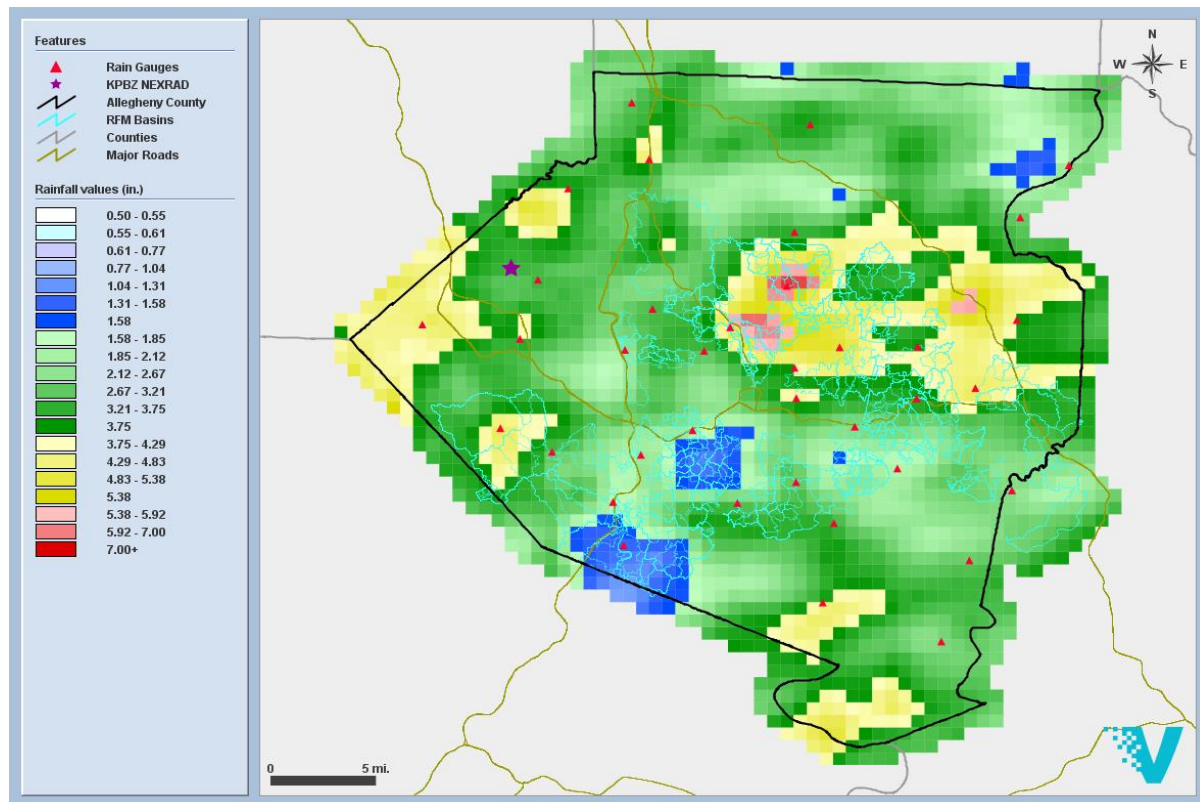 Features
Rain Gauges
KPBZ NEXRAD
Allegheny County
RFM Basins
Counties
Major Roads
Rainfall values (in.)
0.50 - 0.55
0.55 - 0.61
0.61 - 0.77
0.77 - 1.04
1.04 - 1.31
1.31 - 1.58
1.58
1.58 - 1.85
1.85 - 2.12
2.12 - 2.67
2.67 - 3.21
3.21 - 3.75
3.75
3.75 - 4.29
4.29 - 4.83
4.83 - 5.38
5.38
5.38 - 5.92
5.92 - 7.00
7.00+
N
W E
S
0 5 mi.
V